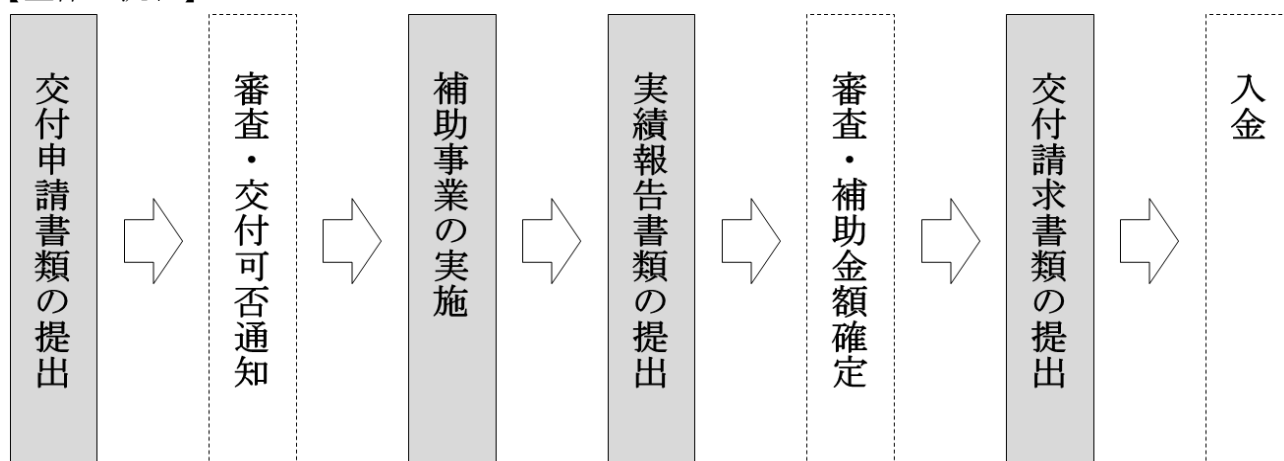 交付申請書類の提出
審査・交付可否通知
補助事業の実施
実績報告書類の提出
審査・補助金額確定
交付請求書類の提出
入金